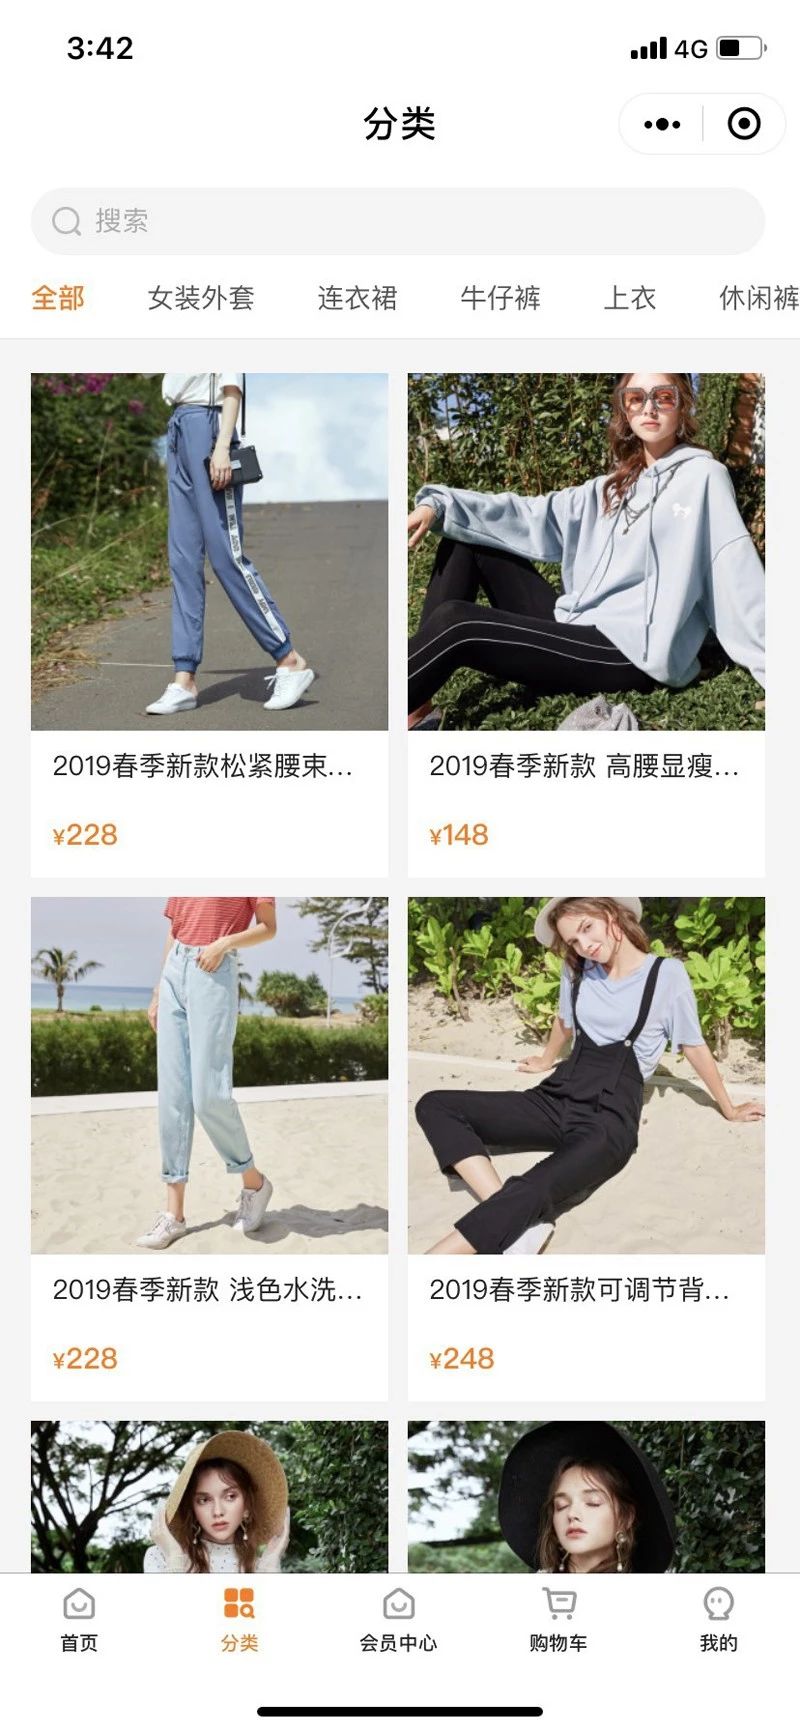 3:42
4G
分类
搜索
全部 女装外套 连衣裙 牛仔裤 上衣 休闲裤
2019春季新款松紧腰束... 2019春季新款 高腰显瘦...
¥228 ¥148
2019春季新款 浅色水洗... 2019春季新款可调节背...
¥228 ¥248
首页 分类 会员中心 购物车 我的